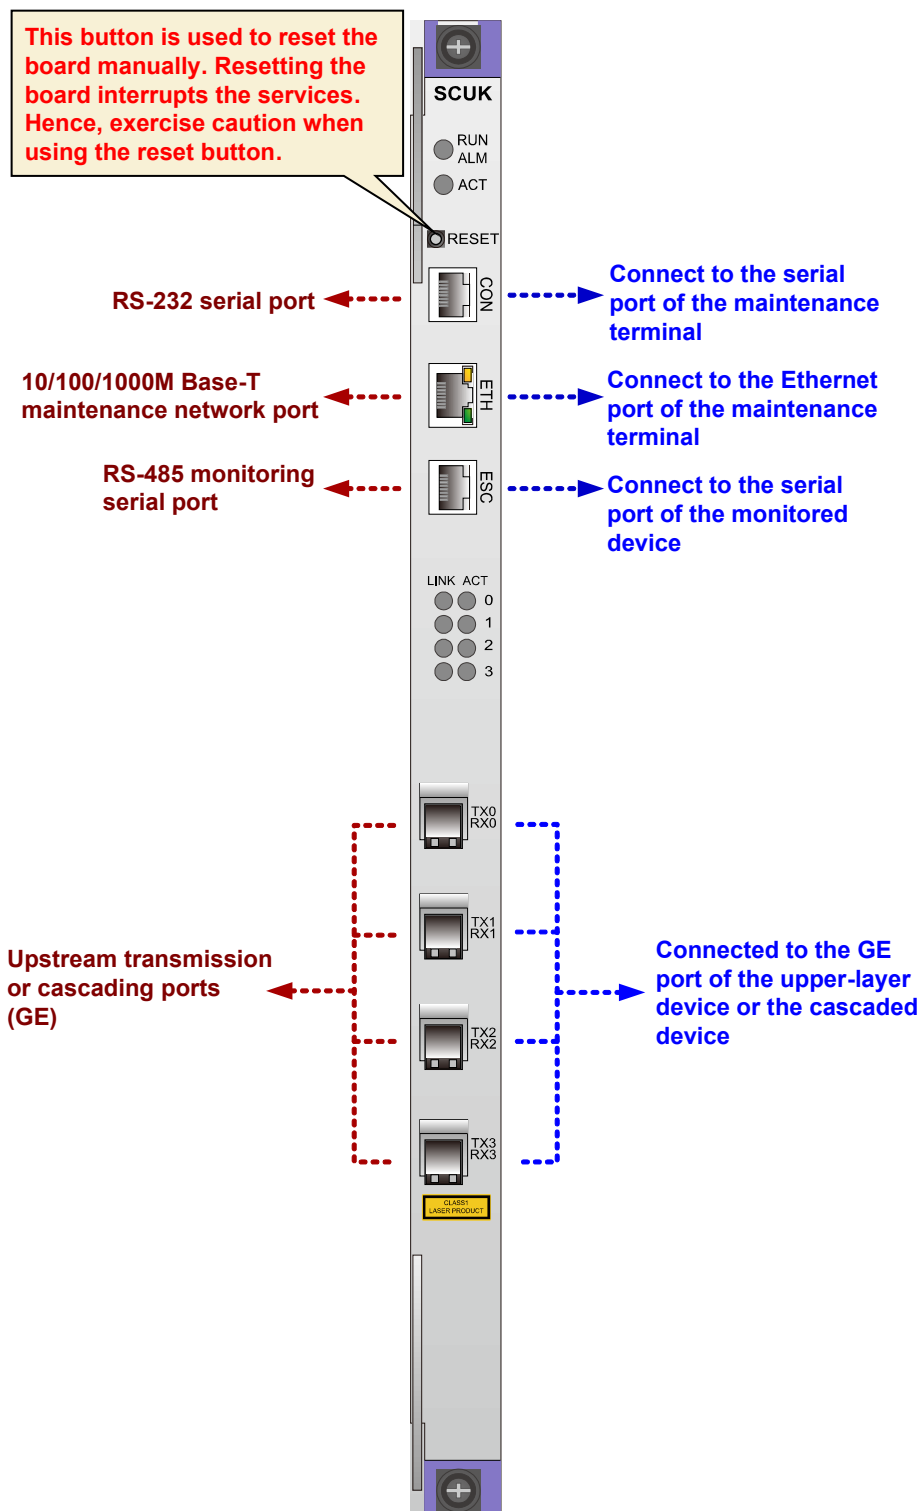 This button is used to reset the
board manually. Resetting the
board interrupts the services.
Hence, exercise caution when
using the reset button.
SCUK
RUN
ALM
ACT
RESET
RS-232 serial port
CON
Connect to the serial
port of the maintenance
terminal
10/100/1000M Base-T
maintenance network port
ETH
Connect to the Ethernet
port of the maintenance
terminal
RS-485 monitoring
serial port
ESC
Connect to the serial
port of the monitored
device
LINK ACT
0
1
2
3
TX0
RX0
TX1
RX1
Upstream transmission
or cascading ports
(GE)
Connected to the GE
port of the upper-layer
device or the cascaded
device
TX2
RX2
TX3
RX3
CLASS1
LASER PRODUCT